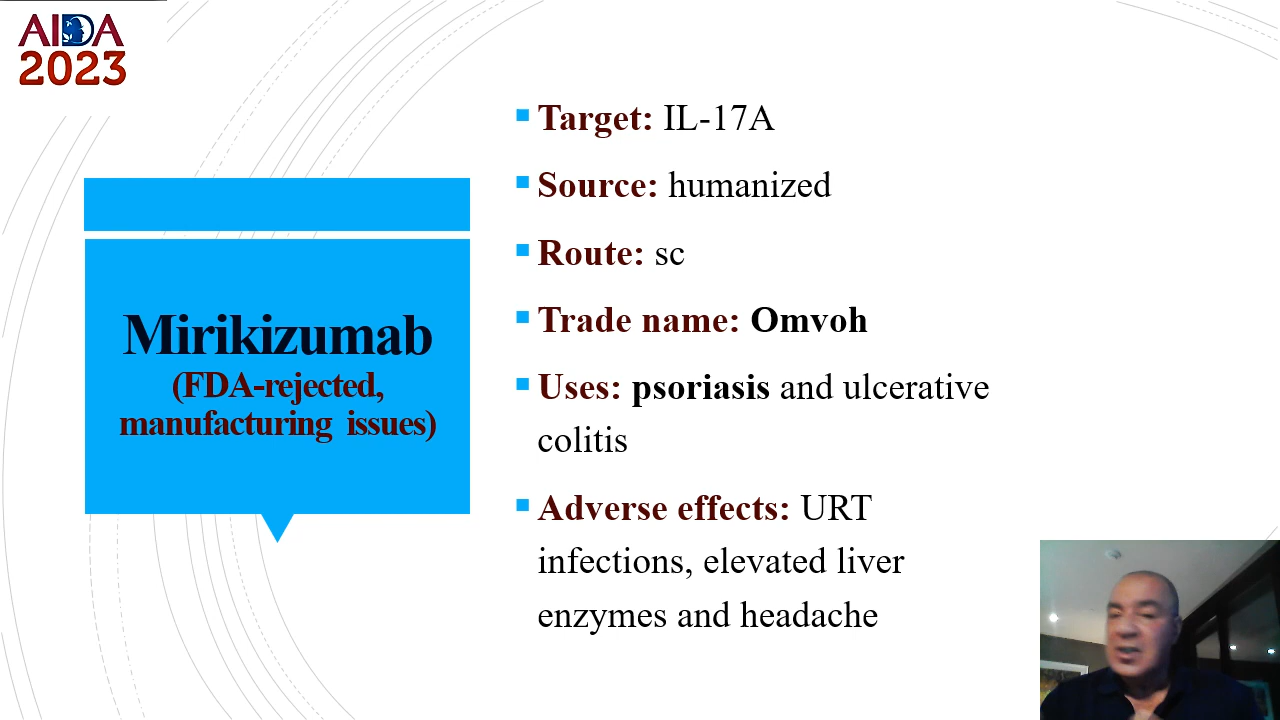 AIDA
2023
Mirikizumab
(FDA-rejected,
manufacturing issues)
Target: IL-17A
Source: humanized
Route: sc
Trade name: Omvoh
Uses: psoriasis and ulcerative
colitis
Adverse effects: URT
infections, elevated liver
enzymes and headache